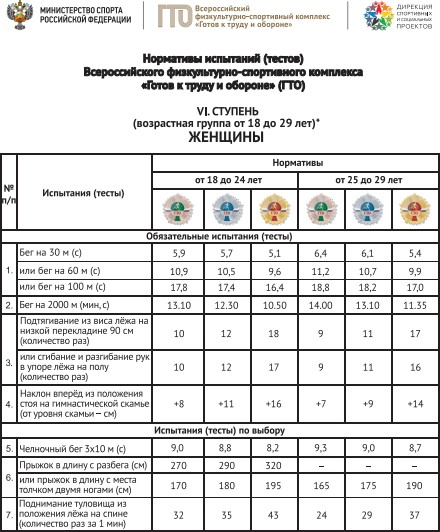 МИНИСТЕРСТВО СПОРТА
РОССИЙСКОЙ ФЕДЕРАЦИИ
ГТО
Всероссийский
физкультурно-спортивный комплекс
«Готов к труду и обороне»
ДИРЕКЦИЯ
СПОРТИВНЫХ
И СОЦИАЛЬНЫХ
ПРОЕКТОВ
Нормативы испытаний (тестов)
Всероссийского физкультурно-спортивного комплекса
«Готов к труду и обороне» (ГТО)
VI. СТУПЕНЬ
(возрастная группа от 18 до 29 лет)*
ЖЕНЩИНЫ
№ п/п Испытания (тесты) Нормативы
от 18 до 24 лет от 25 до 29 лет
Обязательные испытания (тесты)
1. Бег на 30 м (с) 5,9 5,7 5,1 6,4 6,1 5,4
или бег на 60 м (с) 10,9 10,5 9,6 11,2 10,7 9,9
или бег на 100 м (с) 17,8 17,4 16,4 18,8 18,2 17,0
2. Бег на 2000 м (мин, с) 13.10 12.30 10.50 14.00 13.10 11.35
3. Подтягивание из виса лёжа на
низкой перекладине 90 см
(количество раз) 10 12 18 9 11 17
или сгибание и разгибание рук
в упоре лёжа на полу
(количество раз) 10 12 17 9 11 16
4. Наклон вперёд из положения
стоя на гимнастической скамье
(от уровня скамьи – см) +8 +11 +16 +7 +9 +14
Испытания (тесты) по выбору
5. Челночный бег 3х10 м (с) 9,0 8,8 8,2 9,3 9,0 8,7
6. Прыжок в длину с разбега (см) 270 290 320 – – –
или прыжок в длину с места
толчком двумя ногами (см) 170 180 195 165 175 190
7. Поднимание туловища из
положения лёжа на спине
(количество раз за 1 мин) 32 35 43 24 29 37